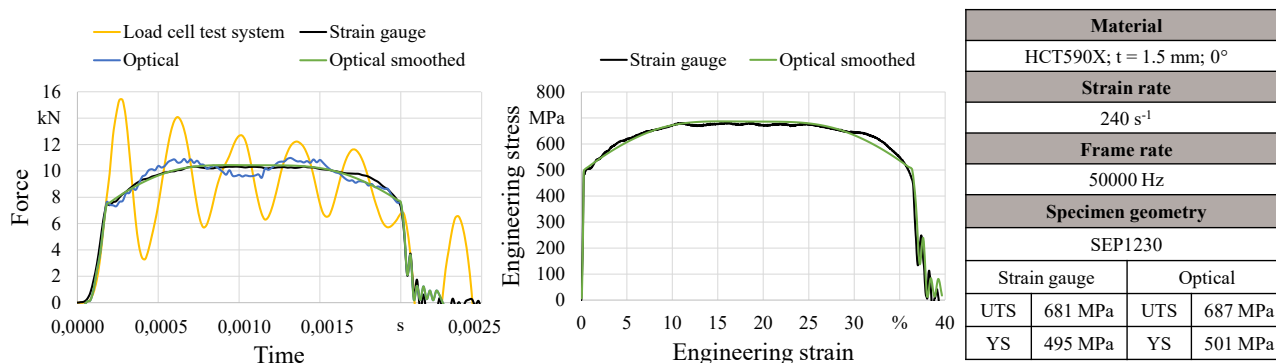 Load cell test system
Strain gauge
Optical
Optical smoothed
16
kN
12
10
8
6
4
2
0
0,0000
0,0005
0,0010
0,0015
s
0,0025
Force
Time
Strain gauge
Optical smoothed
800
MPa
600
500
400
300
200
100
0
0
5
10
15
20
25
30
%
40
Engineering stress
Engineering strain
Material
HCT590X; t = 1.5 mm; 0°
Strain rate
240 s⁻¹
Frame rate
50000 Hz
Specimen geometry
SEP1230
Strain gauge Optical
UTS 681 MPa UTS 687 MPa
YS 495 MPa YS 501 MPa